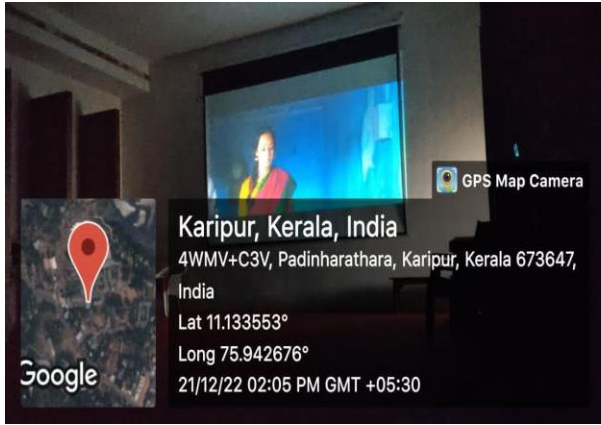 GPS Map Camera
Karipur, Kerala, India
4WMV+C3V, Padinharathara, Karipur, Kerala 673647,
India
Lat 11.133553°
Long 75.942676°
21/12/22 02:05 PM GMT +05:30
Google